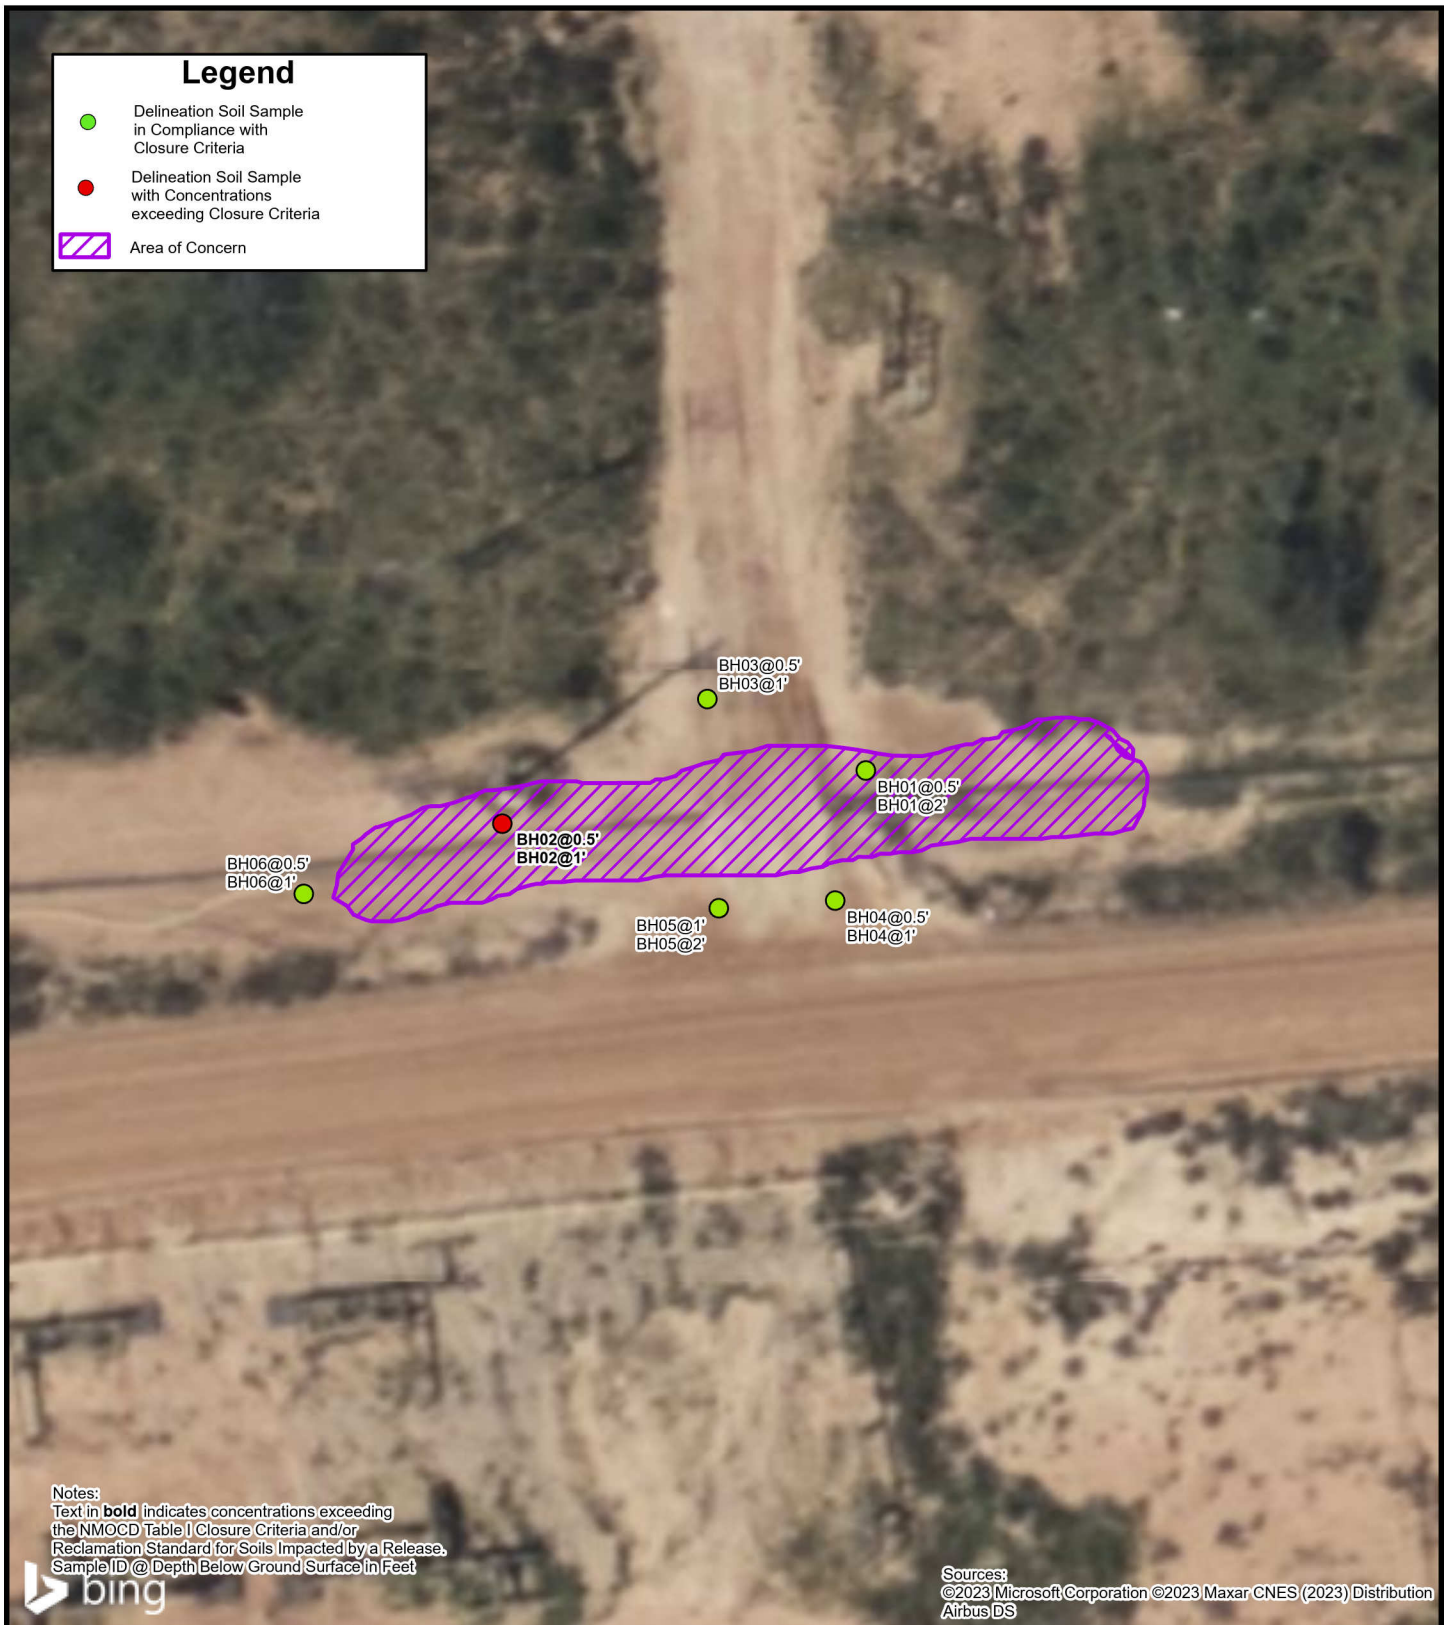 Legend
Delineation Soil Sample
in Compliance with
Closure Criteria
Delineation Soil Sample
with Concentrations
exceeding Closure Criteria
Area of Concern
BH03@0.5'
BH03@1'
BH01@0.5'
BH01@2'
BH02@0.5'
BH02@1'
BH06@0.5'
BH06@1'
BH05@1'
BH05@2'
BH04@0.5'
BH04@1'
Notes:
Text in bold indicates concentrations exceeding
the NMOCD Table I Closure Criteria and/or
Reclamation Standard for Soils Impacted by a Release.
Sample ID @ Depth Below Ground Surface in Feet
bing
Sources:
©2023 Microsoft Corporation ©2023 Maxar CNES (2023) Distribution
Airbus DS